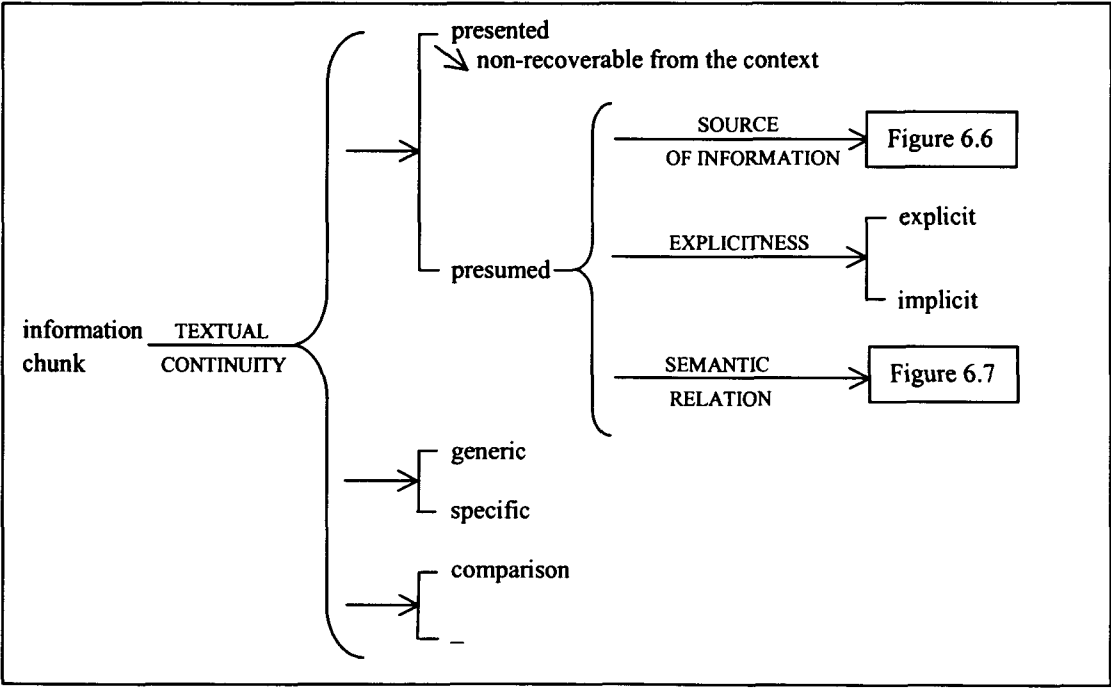 presented
non-recoverable from the context
SOURCE
OF INFORMATION
Figure 6.6
EXPLICITNESS
explicit
implicit
presumed
SEMANTIC
RELATION
Figure 6.7
information
chunk
TEXTUAL
CONTINUITY
generic
specific
comparison
–